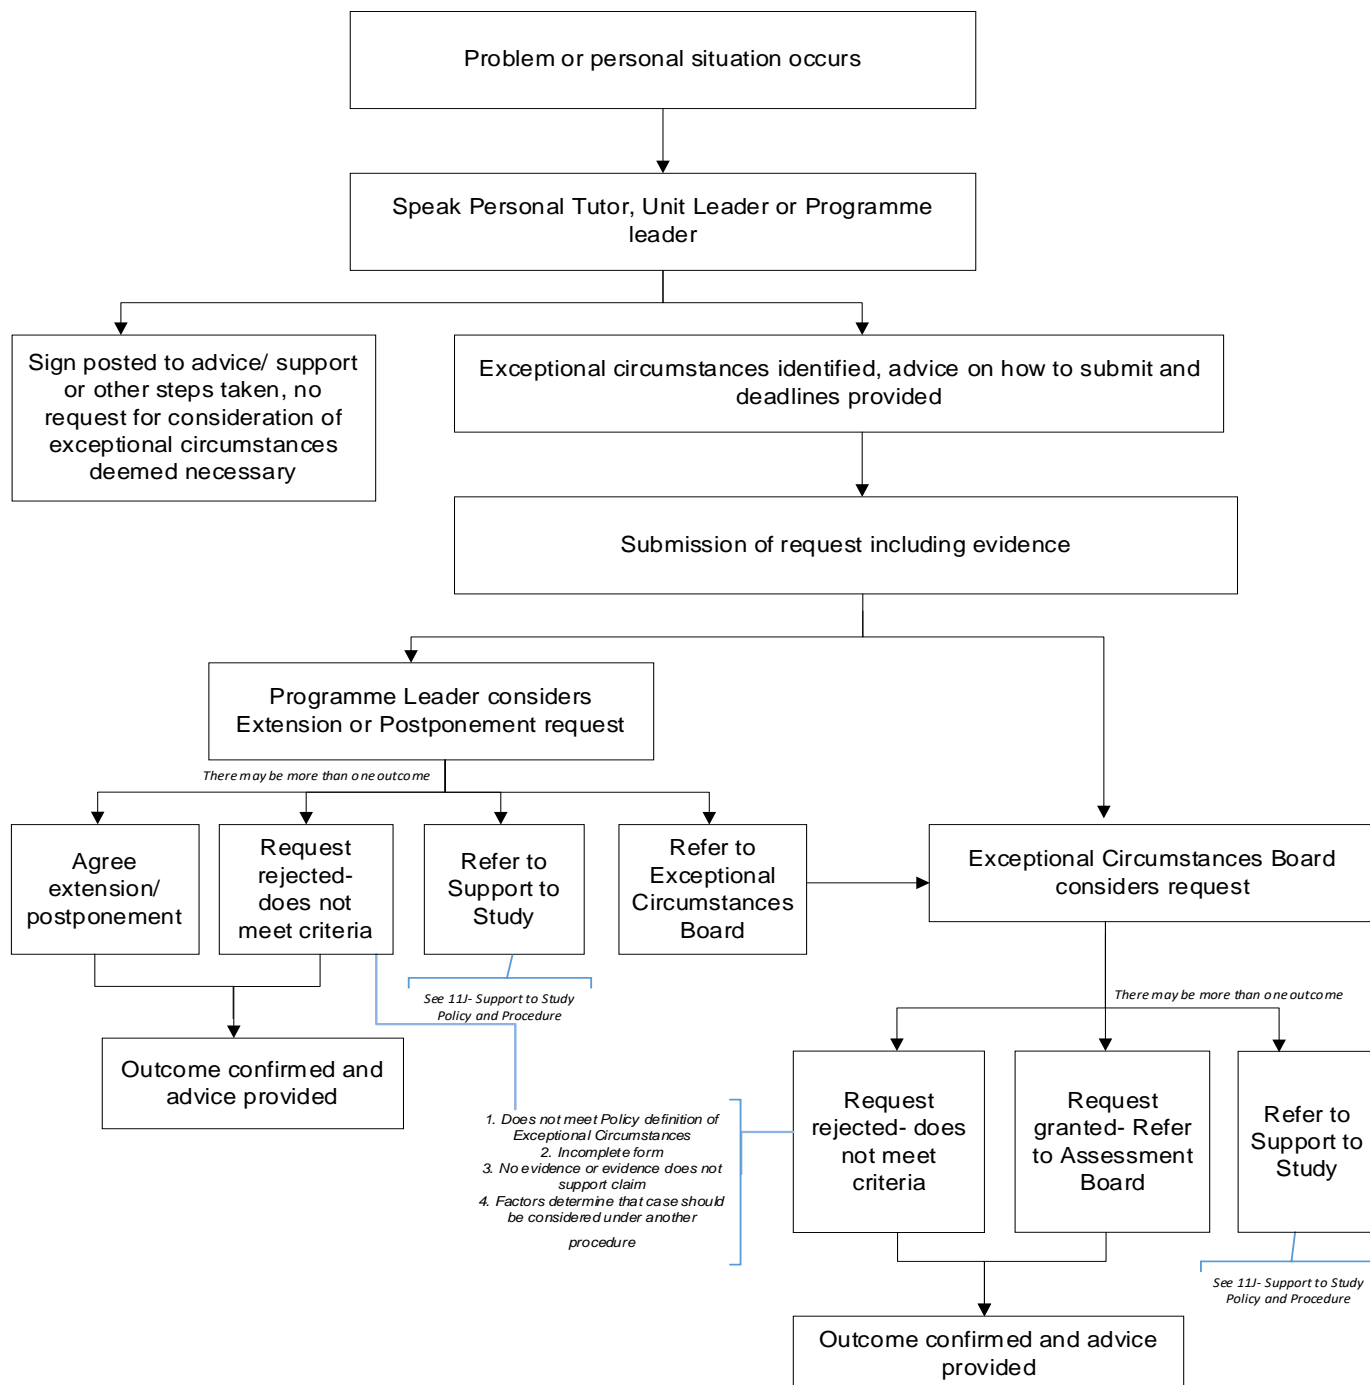 Problem or personal situation occurs
Speak Personal Tutor, Unit Leader or Programme
leader
Sign posted to advice/ support
or other steps taken, no
request for consideration of
exceptional circumstances
deemed necessary
Exceptional circumstances identified, advice on how to submit and
deadlines provided
Submission of request including evidence
Programme Leader considers
Extension or Postponement request
There may be more than one outcome
Agree
extension/
postponement
Request
rejected-
does not
meet criteria
Refer to
Support to
Study
Refer to
Exceptional
Circumstances
Board
Exceptional Circumstances Board
considers request
See 11J- Support to Study
Policy and Procedure
There may be more than one outcome
Outcome confirmed and
advice provided
1. Does not meet Policy definition of
Exceptional Circumstances
2. Incomplete form
3. No evidence or evidence does not
support claim
4. Factors determine that case should
be considered under another
procedure
Request
rejected- does
not meet
criteria
Request
granted- Refer
to Assessment
Board
Refer to
Support to
Study
See 11J- Support to Study
Policy and Procedure
Outcome confirmed and advice
provided